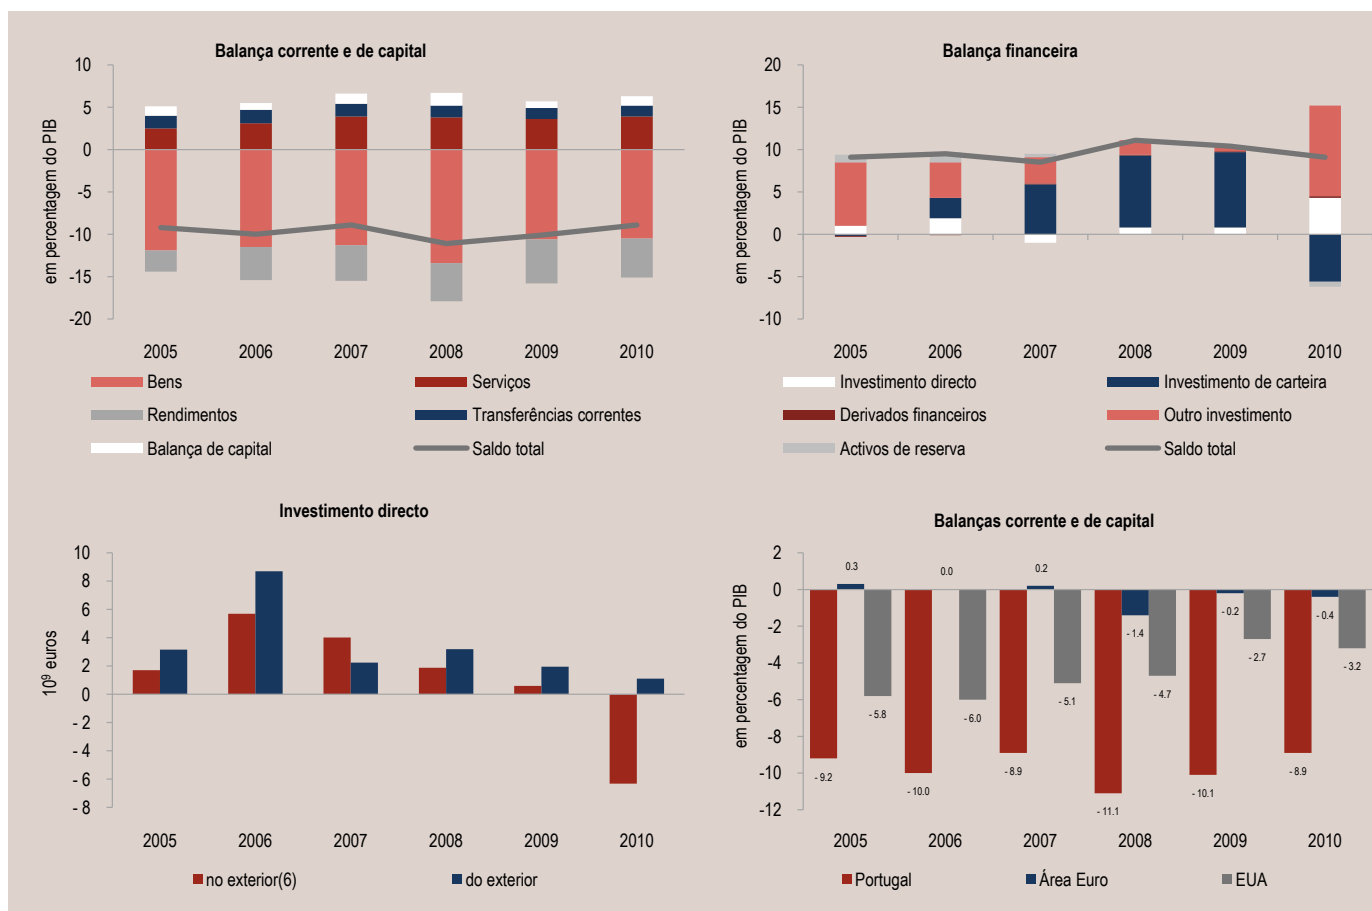 Balança corrente e de capital
em percentagem do PIB
10
5
0
-5
-10
-15
-20
2005 2006 2007 2008 2009 2010
Bens Serviços
Rendimentos Transferências correntes
Balança de capital Saldo total
Balança financeira
em percentagem do PIB
20
15
10
5
0
-5
-10
2005 2006 2007 2008 2009 2010
Investimento directo Investimento de carteira
Derivados financeiros Outro investimento
Activos de reserva Saldo total
Investimento directo
10⁹ euros
10
8
6
4
2
0
- 2
- 4
- 6
- 8
2005 2006 2007 2008 2009 2010
no exterior(6) do exterior
Balanças corrente e de capital
em percentagem do PIB
2
0
-2
-4
-6
-8
-10
-12
0.3 0.0 0.2
- 1.4 - 0.2 - 0.4
- 5.8 - 6.0 - 5.1 - 4.7 - 2.7 - 3.2
- 9.2 - 10.0 - 8.9 - 11.1 - 10.1 - 8.9
2005 2006 2007 2008 2009 2010
Portugal Área Euro EUA